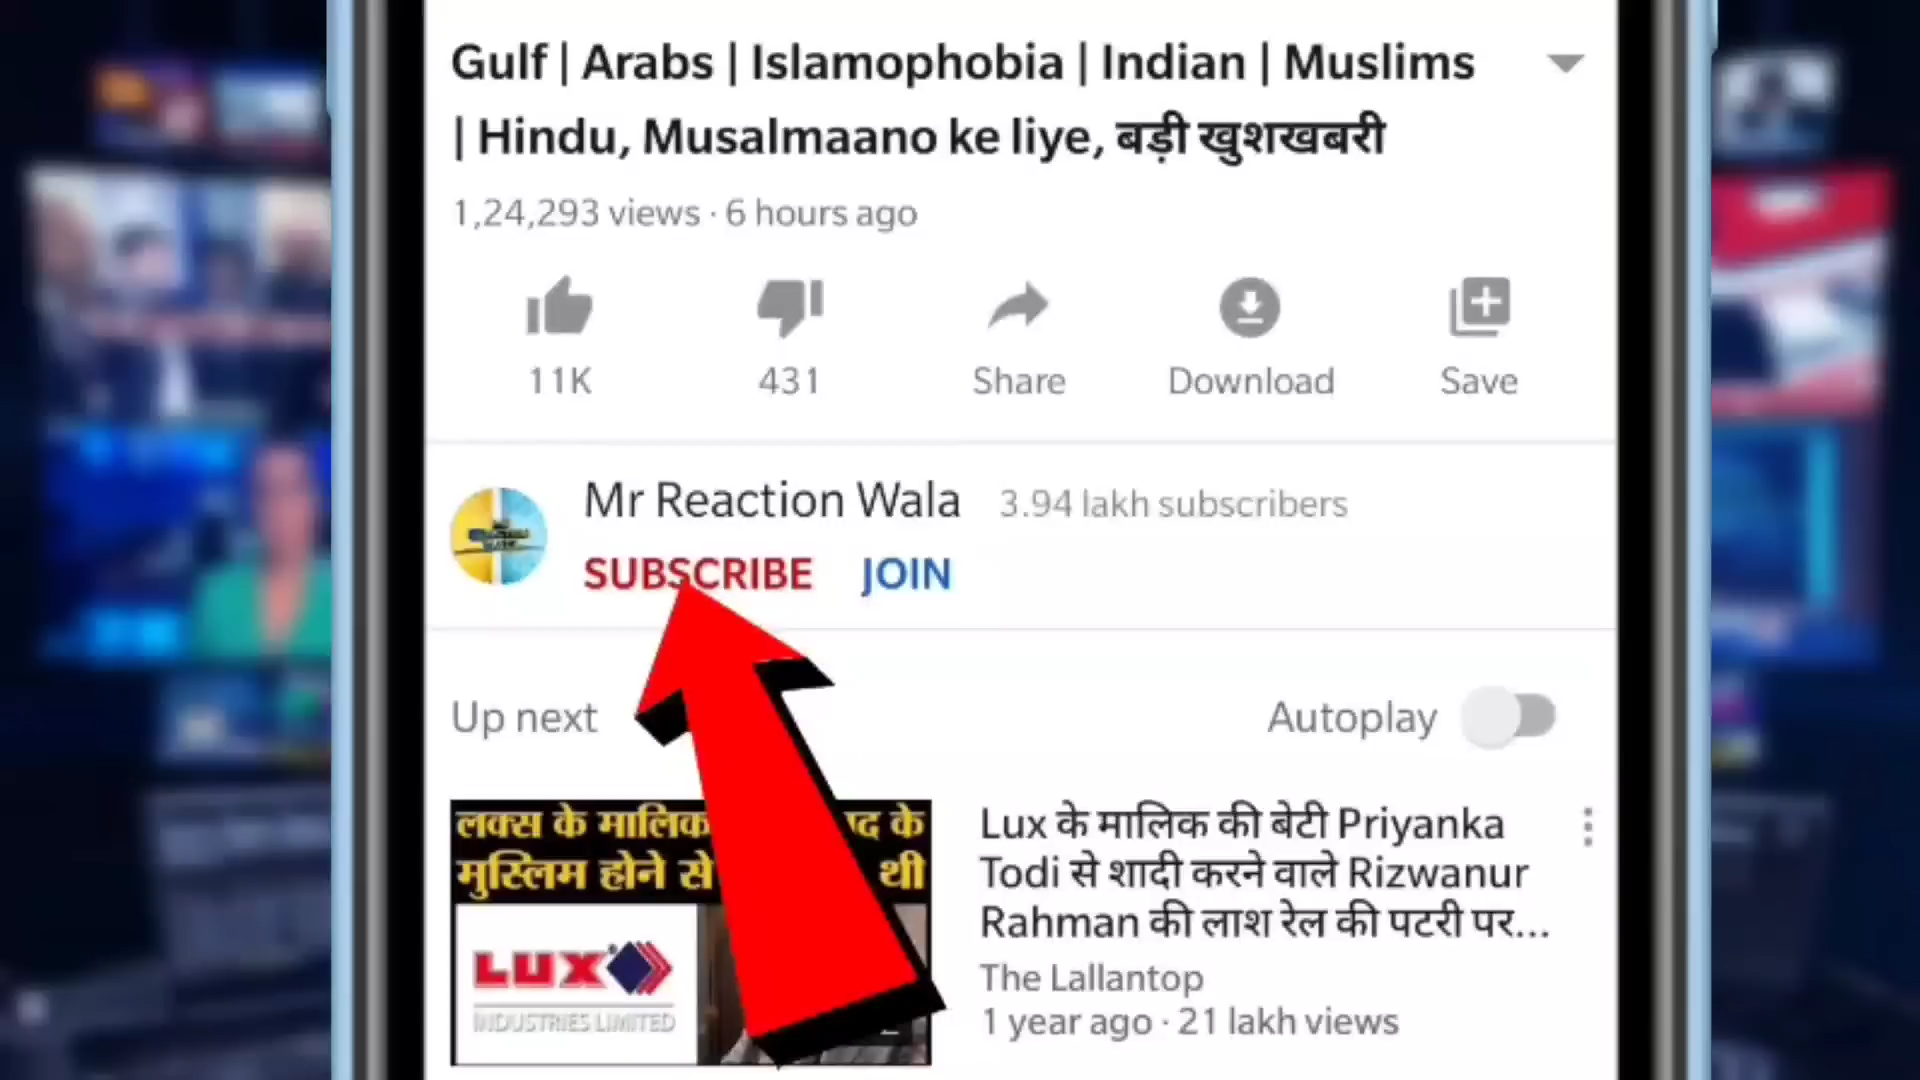 Gulf | Arabs | Islamophobia | Indian | Muslims
| Hindu, Musalmaano ke liye, बड़ी खुशखबरी
1,24,293 views · 6 hours ago
11K
431
Share
Download
Save
Mr Reaction Wala 3.94 lakh subscribers
SUBSCRIBE JOIN
Up next
Autoplay
लक्स के मालिक के
मुस्लिम होने से थी
LUX
INDUSTRIES LIMITED
Lux के मालिक की बेटी Priyanka
Todi से शादी करने वाले Rizwanur
Rahman की लाश रेल की पटरी पर...
The Lallantop
1 year ago · 21 lakh views